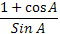 1 + cos A
Sin A